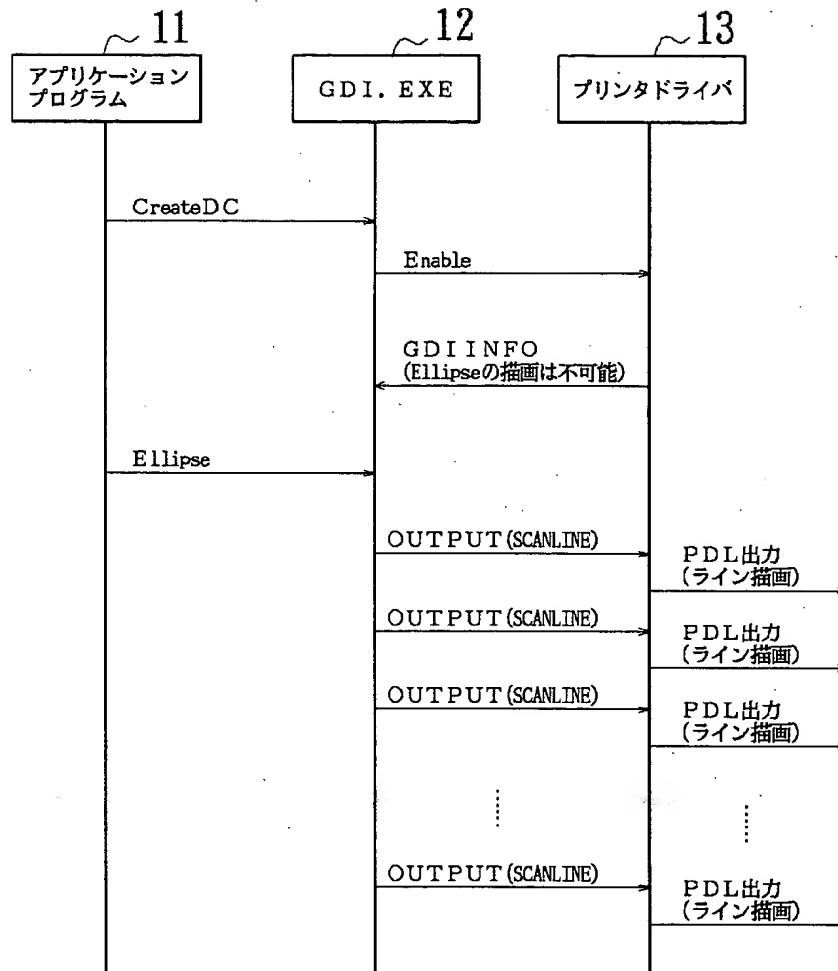 11
12
13
アプリケーション
プログラム
GDI.EXE
プリンタドライバ
CreateDC
Enable
GDIINFO
(Ellipseの描画は不可能)
Ellipse
OUTPUT(SCANLINE)
PDL出力
(ライン描画)
OUTPUT(SCANLINE)
PDL出力
(ライン描画)
OUTPUT(SCANLINE)
PDL出力
(ライン描画)
OUTPUT(SCANLINE)
PDL出力
(ライン描画)